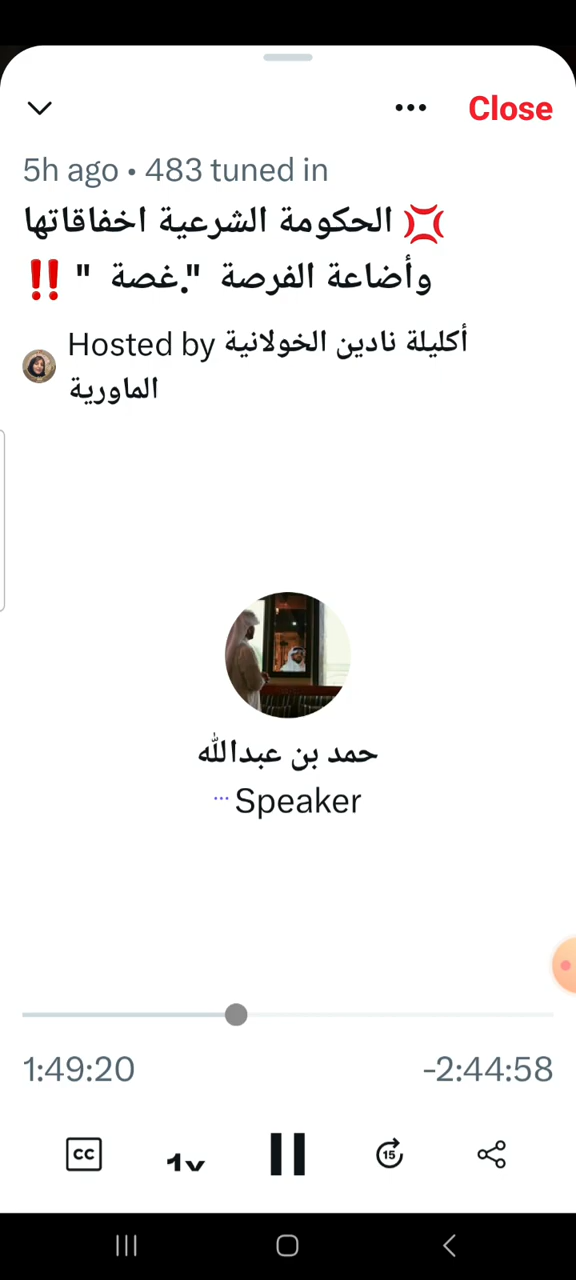 Close
5h ago • 483 tuned in
💢 الحكومة الشرعية اخفاقاتها
وأضاعة الفرصة ".غصة " ‼️
Hosted by أكليلة نادين الخولانية
الماورية
حمد بن عبدالله
Speaker
1:49:20
-2:44:58
CC
1x
15